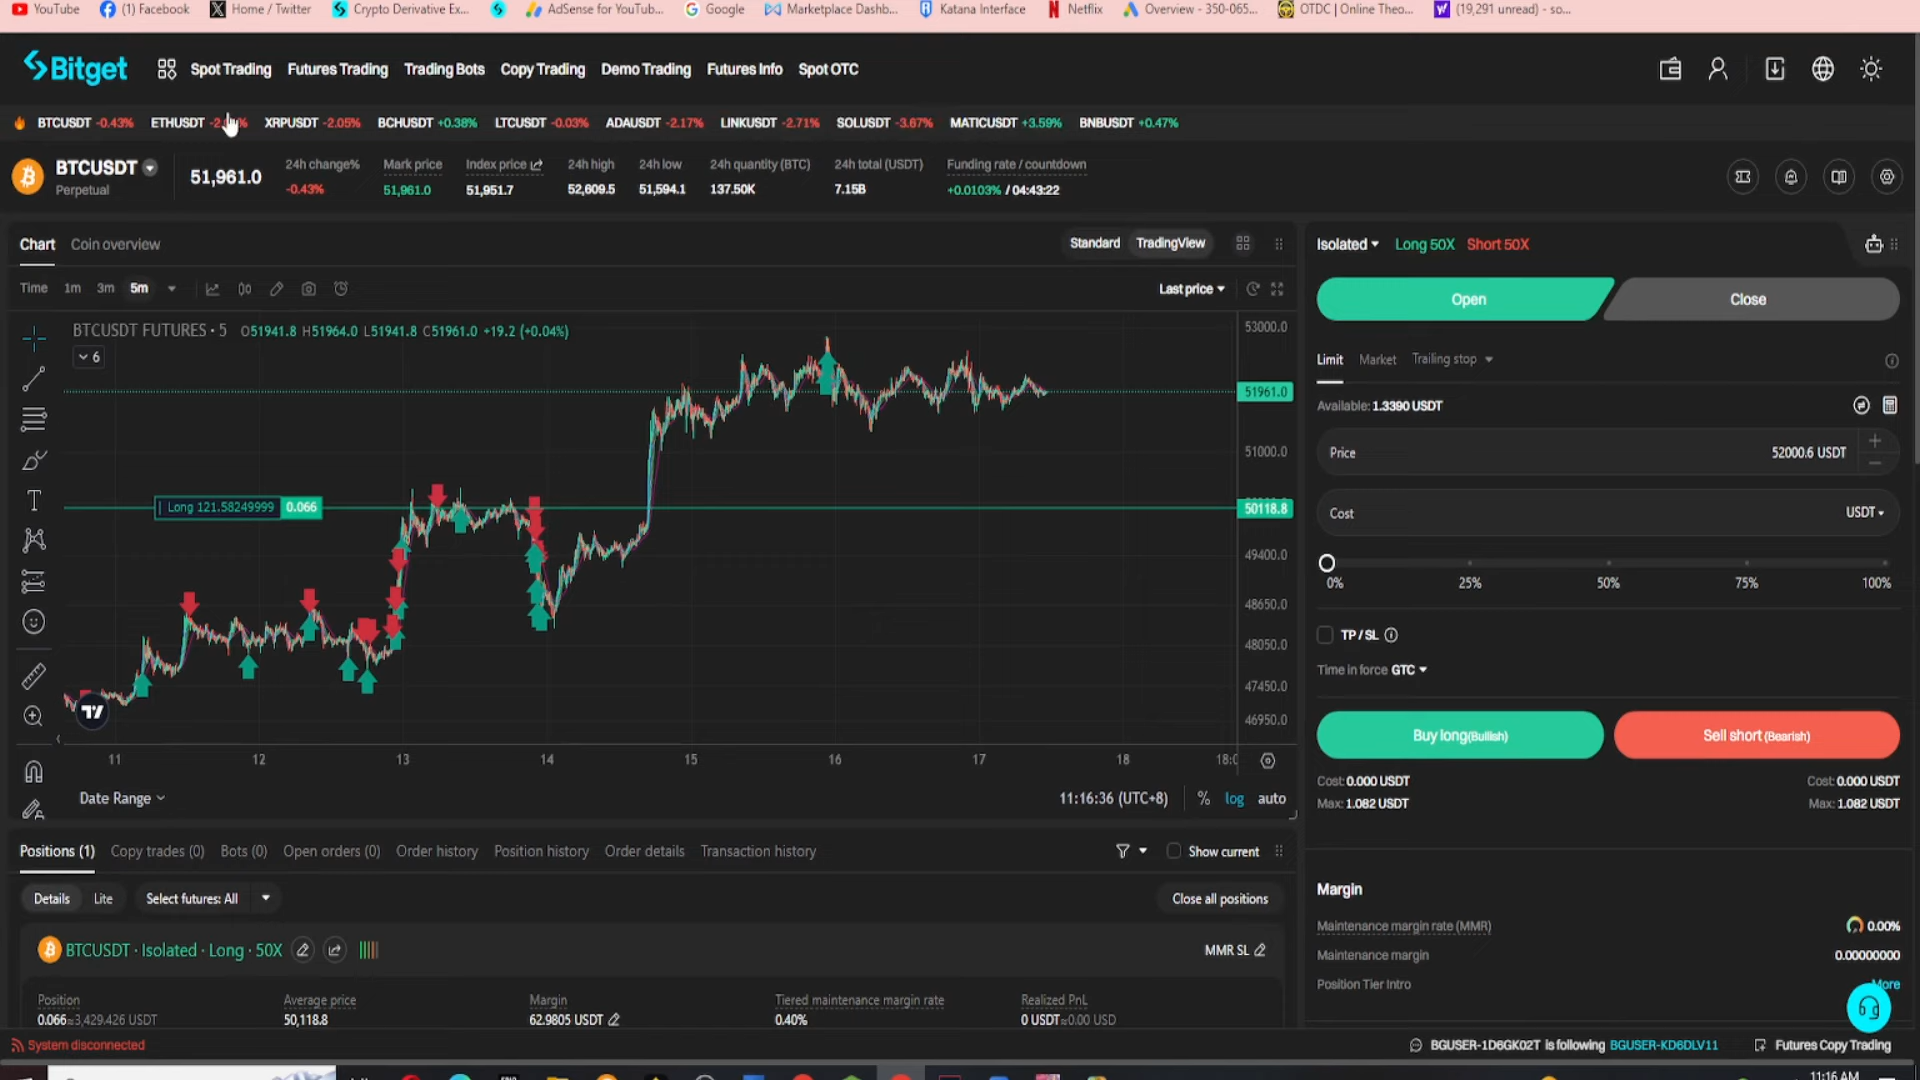 YouTube (1) Facebook Home / Twitter Crypto Derivative Ex... AdSense for YouTub... Google Marketplace Dashb... Katana Interface Netflix Overview - 350-065... OTDC | Online Theo... (19,291 unread) - so...
Bitget Spot Trading Futures Trading Trading Bots Copy Trading Demo Trading Futures Info Spot OTC
BTCUSDT -0.43% ETHUSDT XRPUSDT -2.05% BCHUSDT +0.38% LTCUSDT -0.03% ADAUSDT -2.17% LINKUSDT -2.71% SOLUSDT -3.67% MATICUSDT +3.59% BNBUSDT +0.47%
BTCUSDT
Perpetual
51,961.0
24h change% Mark price Index price 24h high 24h low 24h quantity (BTC) 24h total (USDT) Funding rate / countdown
-0.43% 51,961.0 51,951.7 52,609.5 51,594.1 137.50K 7.15B +0.0103% / 04:43:22
Chart Coin overview Standard TradingView
Time 1m 3m 5m Last price
BTCUSDT FUTURES · 5 O51941.8 H51964.0 L51941.8 C51961.0 +19.2 (+0.04%)
6
53000.0
51961.0
51000.0
Long 121.58249999 0.066 50118.8
49400.0
48650.0
48050.0
47450.0
46950.0
11 12 13 14 15 16 17 18 18:0
Date Range 11:16:36 (UTC+8) % log auto
Isolated Long 50X Short 50X
Open Close
Limit Market Trailing stop
Available: 1.3390 USDT
Price 52000.6 USDT
Cost USDT
0% 25% 50% 75% 100%
TP/SL
Time in force GTC
Buy long(Bullish) Sell short (Bearish)
Cost: 0.000 USDT Cost: 0.000 USDT
Max: 1.082 USDT Max: 1.082 USDT
Margin
Maintenance margin rate (MMR) 0.00%
Maintenance margin 0.00000000
Position Tier Intro More
Positions (1) Copy trades (0) Bots (0) Open orders (0) Order history Position history Order details Transaction history Show current
Details Lite Select futures: All Close all positions
BTCUSDT · Isolated · Long · 50X MMR SL
Position Average price Margin Tiered maintenance margin rate Realized PnL
0.066≈3,429.426 USDT 50,118.8 62.9805 USDT 0.40% 0 USDT≈0.00 USD
System disconnected BGUSER-1D6GK02T is following BGUSER-KD6DLV11 Futures Copy Trading
11:16 AM